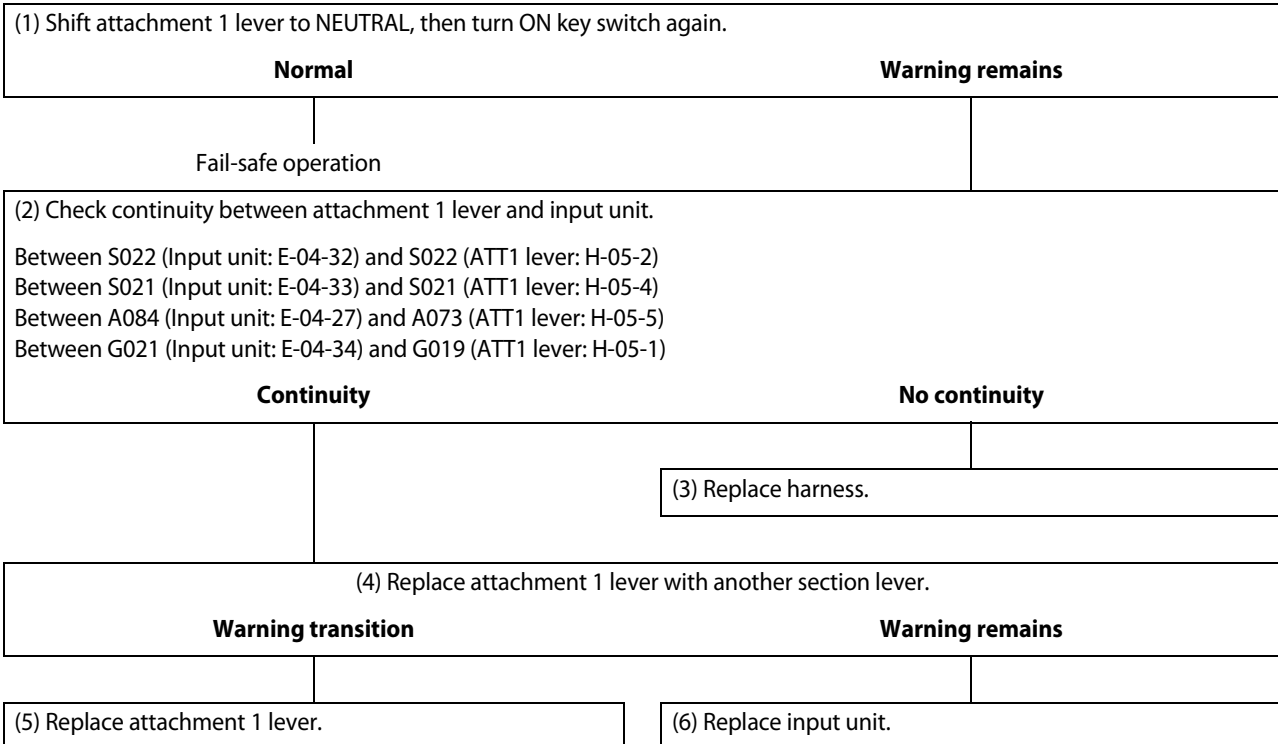 (1) Shift attachment 1 lever to NEUTRAL, then turn ON key switch again.
Normal
Warning remains
Fail-safe operation
(2) Check continuity between attachment 1 lever and input unit.
Between S022 (Input unit: E-04-32) and S022 (ATT1 lever: H-05-2)
Between S021 (Input unit: E-04-33) and S021 (ATT1 lever: H-05-4)
Between A084 (Input unit: E-04-27) and A073 (ATT1 lever: H-05-5)
Between G021 (Input unit: E-04-34) and G019 (ATT1 lever: H-05-1)
Continuity
No continuity
(3) Replace harness.
(4) Replace attachment 1 lever with another section lever.
Warning transition
Warning remains
(5) Replace attachment 1 lever.
(6) Replace input unit.